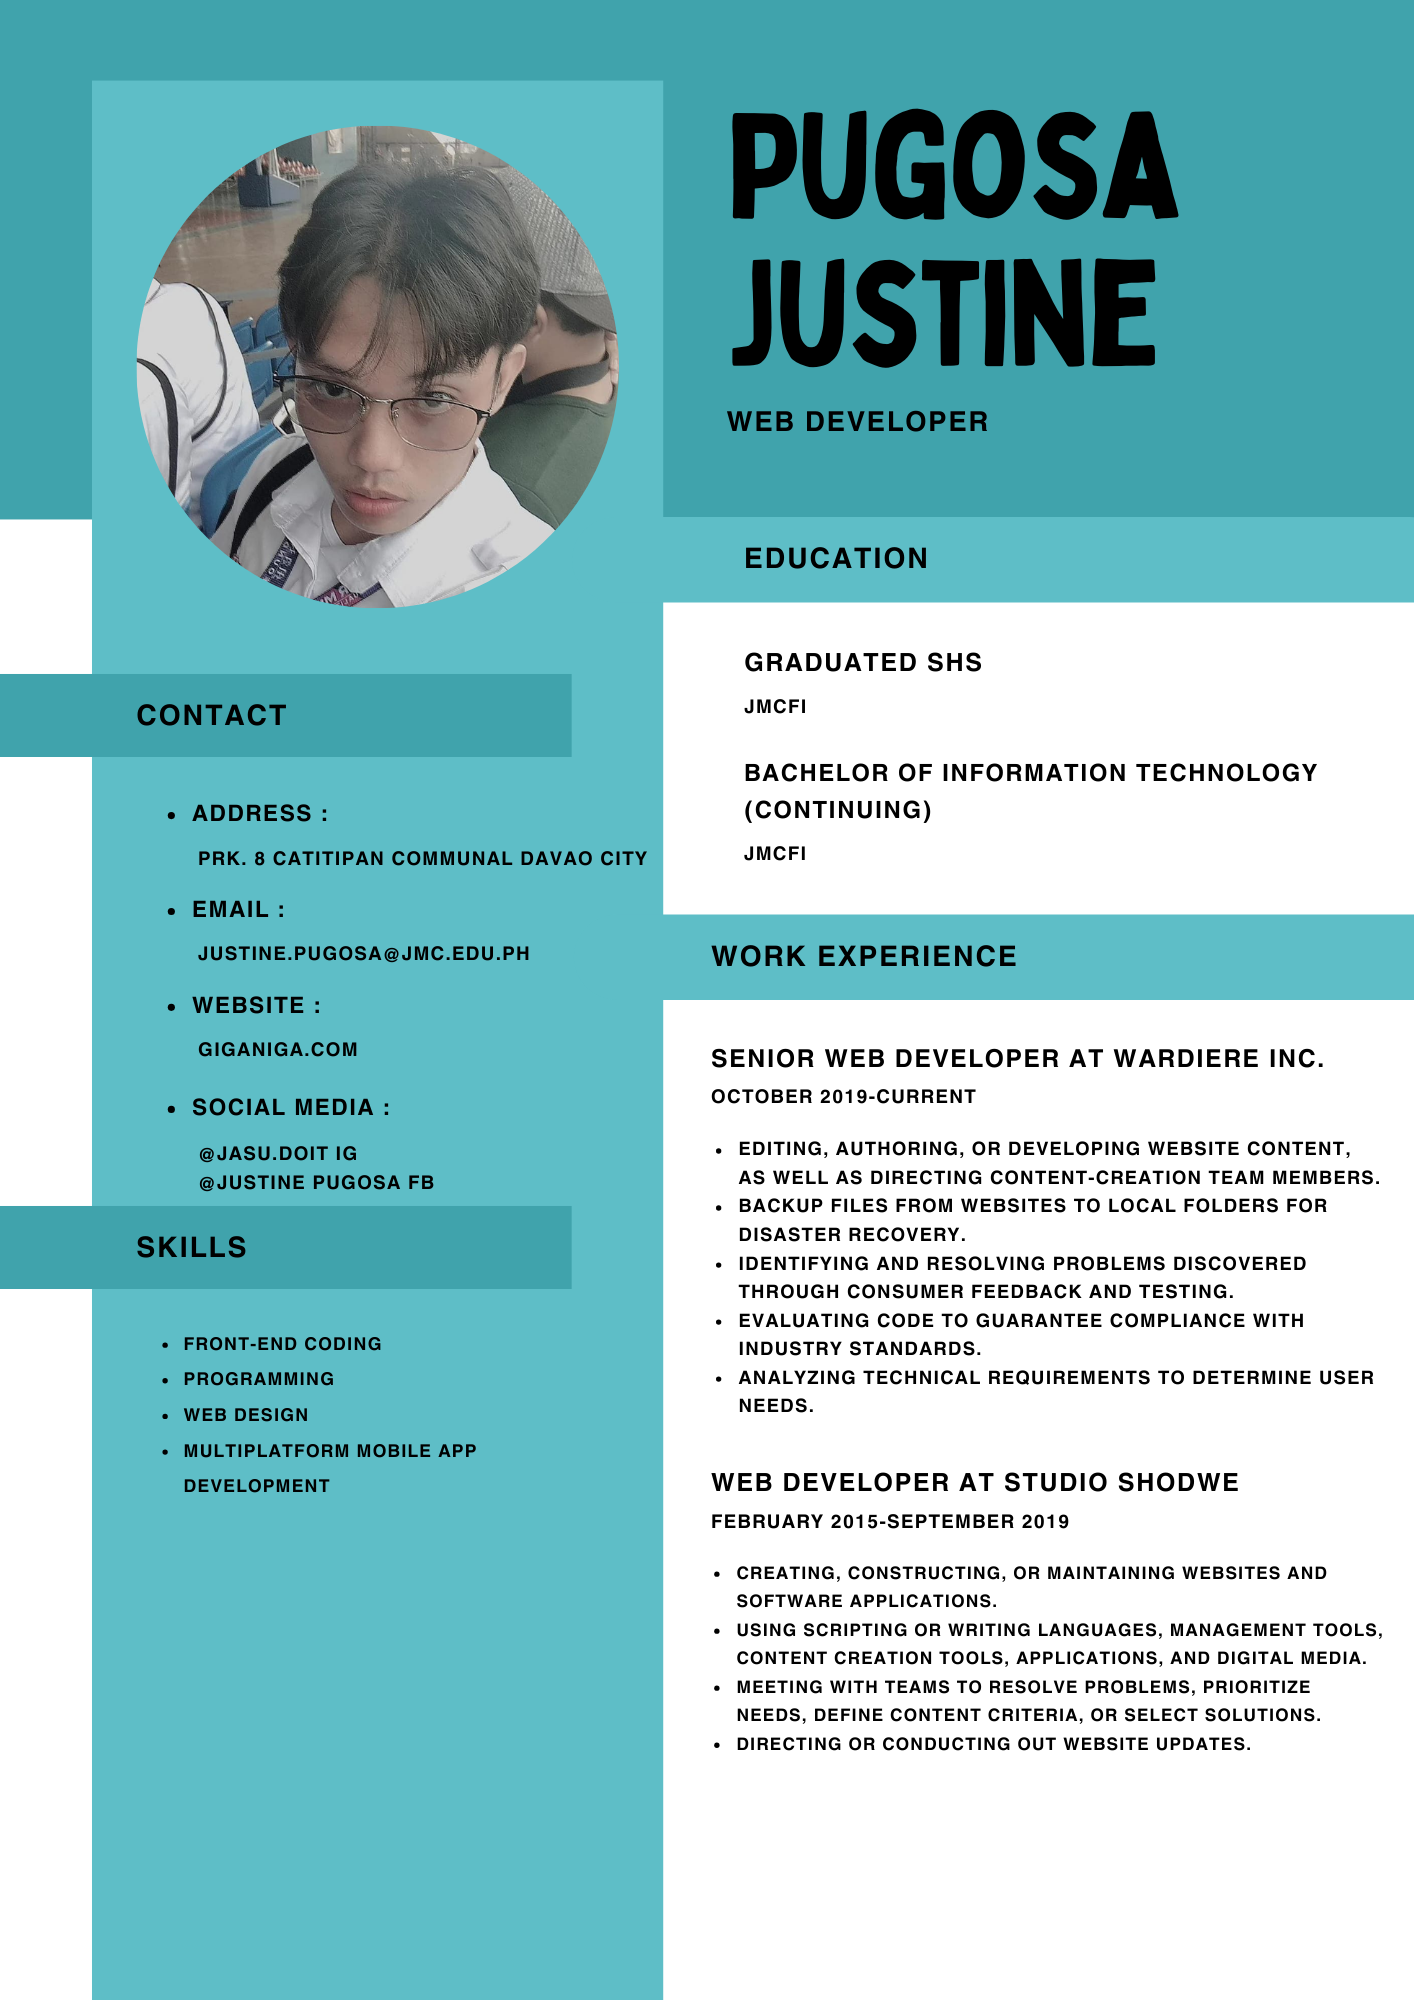 PUGOSA
JUSTINE
WEB DEVELOPER
CONTACT
• ADDRESS :
PRK. 8 CATITIPAN COMMUNAL DAVAO CITY
• EMAIL :
JUSTINE.PUGOSA@JMC.EDU.PH
• WEBSITE :
GIGANIGA.COM
• SOCIAL MEDIA :
@JASU.DOIT IG
@JUSTINE PUGOSA FB
SKILLS
• FRONT-END CODING
• PROGRAMMING
• WEB DESIGN
• MULTIPLATFORM MOBILE APP
DEVELOPMENT
EDUCATION
GRADUATED SHS
JMCFI
BACHELOR OF INFORMATION TECHNOLOGY
(CONTINUING)
JMCFI
WORK EXPERIENCE
SENIOR WEB DEVELOPER AT WARDIERE INC.
OCTOBER 2019-CURRENT
• EDITING, AUTHORING, OR DEVELOPING WEBSITE CONTENT,
AS WELL AS DIRECTING CONTENT-CREATION TEAM MEMBERS.
• BACKUP FILES FROM WEBSITES TO LOCAL FOLDERS FOR
DISASTER RECOVERY.
• IDENTIFYING AND RESOLVING PROBLEMS DISCOVERED
THROUGH CONSUMER FEEDBACK AND TESTING.
• EVALUATING CODE TO GUARANTEE COMPLIANCE WITH
INDUSTRY STANDARDS.
• ANALYZING TECHNICAL REQUIREMENTS TO DETERMINE USER
NEEDS.
WEB DEVELOPER AT STUDIO SHODWE
FEBRUARY 2015-SEPTEMBER 2019
• CREATING, CONSTRUCTING, OR MAINTAINING WEBSITES AND
SOFTWARE APPLICATIONS.
• USING SCRIPTING OR WRITING LANGUAGES, MANAGEMENT TOOLS,
CONTENT CREATION TOOLS, APPLICATIONS, AND DIGITAL MEDIA.
• MEETING WITH TEAMS TO RESOLVE PROBLEMS, PRIORITIZE
NEEDS, DEFINE CONTENT CRITERIA, OR SELECT SOLUTIONS.
• DIRECTING OR CONDUCTING OUT WEBSITE UPDATES.